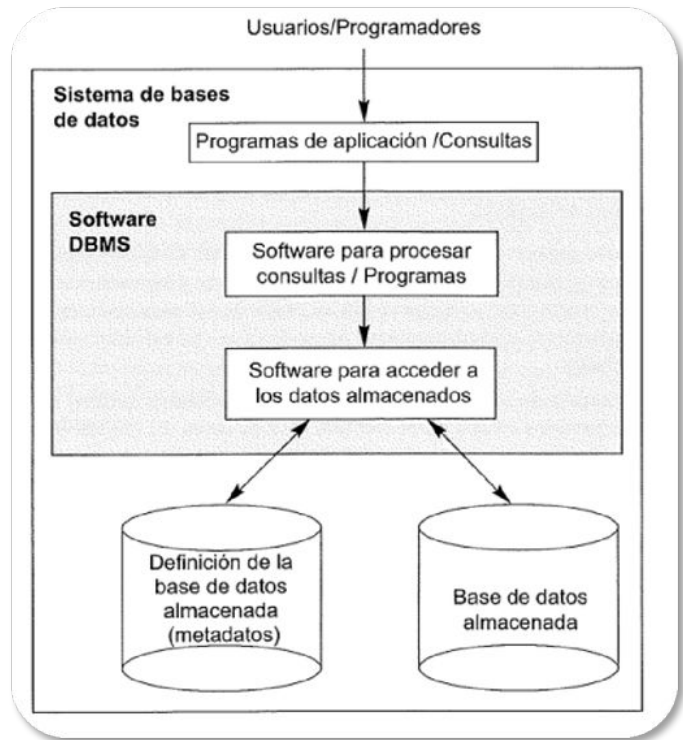 Usuarios/Programadores
Sistema de bases
de datos
Programas de aplicación /Consultas
Software
DBMS
Software para procesar
consultas / Programas
Software para acceder a
los datos almacenados
Definición de la
base de datos
almacenada
(metadatos)
Base de datos
almacenada